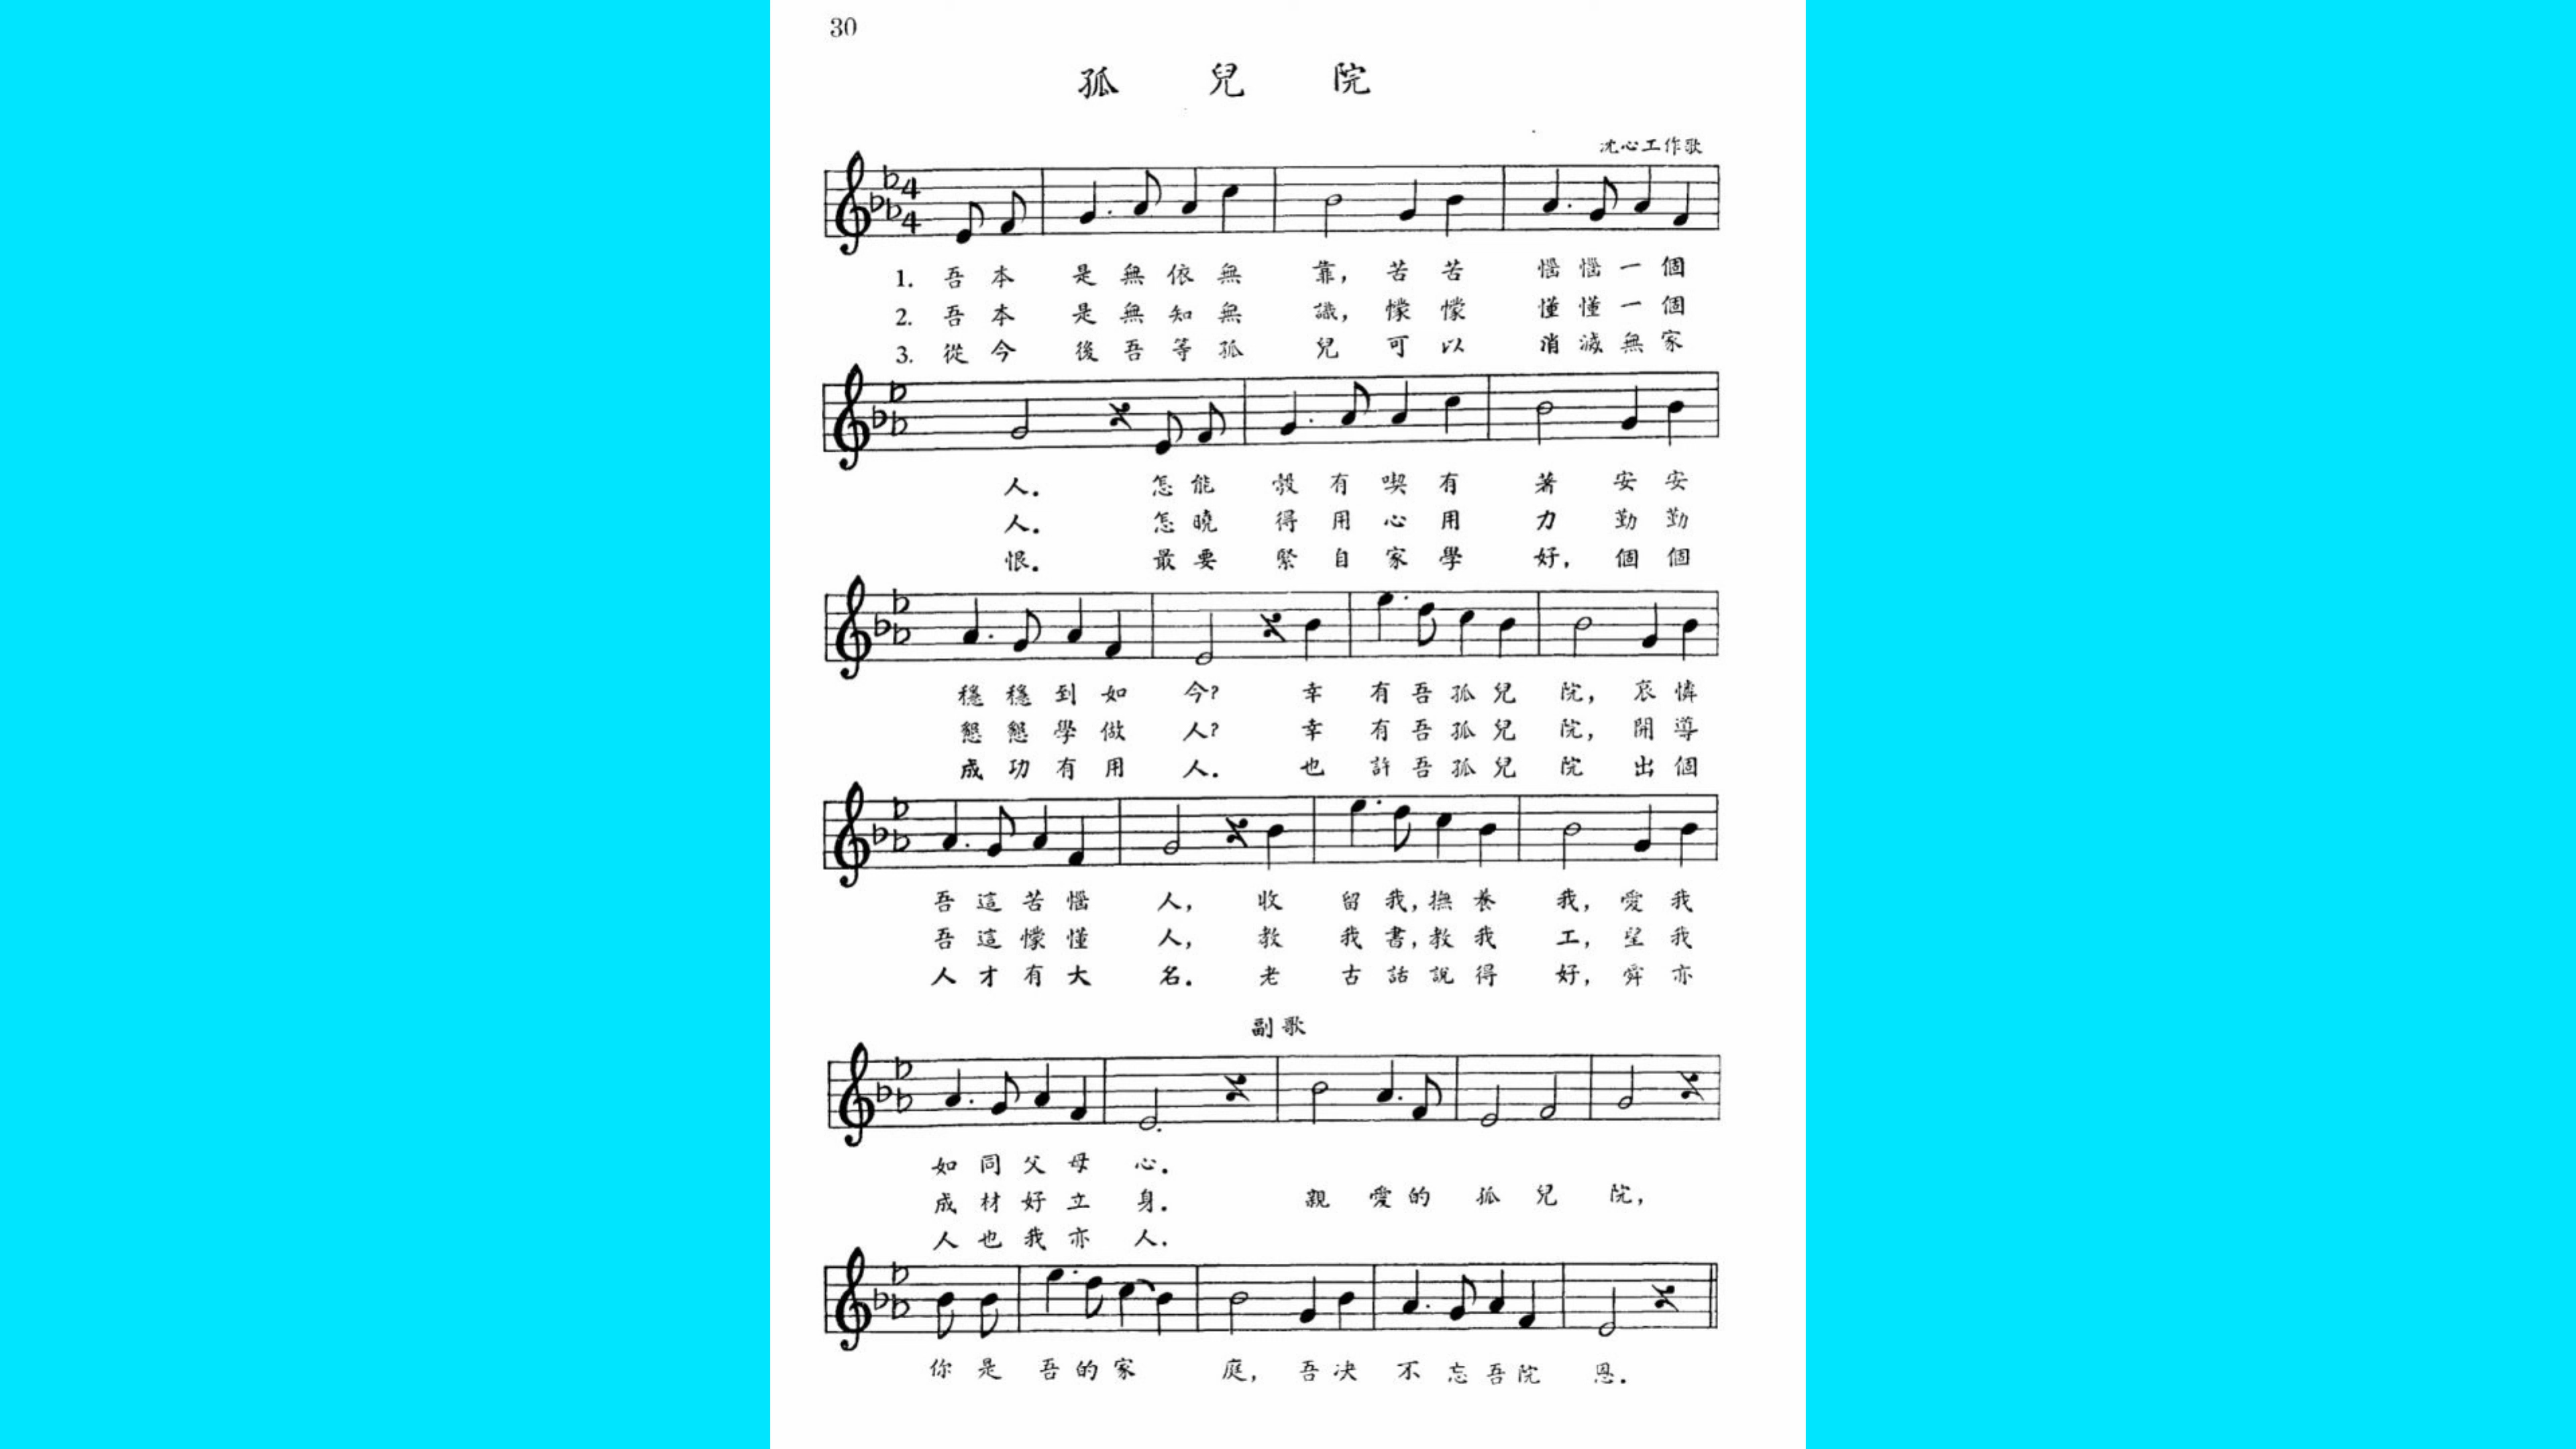 30
孤兒院
沈心工作歌
1. 吾本是無依無靠,苦苦惱惱一個
2. 吾本是無知無識,懞懞懂懂一個
3. 從今後吾等孤兒可以消滅無家
人. 怎能彀有喫有著安安
人. 怎曉得用心用力勤勤
恨. 最要緊自家學好,個個
穩穩到如今? 幸有吾孤兒院,哀憐
懇懇學做人? 幸有吾孤兒院,開導
成功有用人. 也許吾孤兒院出個
吾這苦惱人,收留我,撫養我,愛我
吾這懞懂人,教我書,教我工,望我
人才有大名. 老古話說得好,舜亦
副歌
如同父母心.
成材好立身. 親愛的孤兒院,
人也我亦人.
你是吾的家庭,吾决不忘吾院恩.